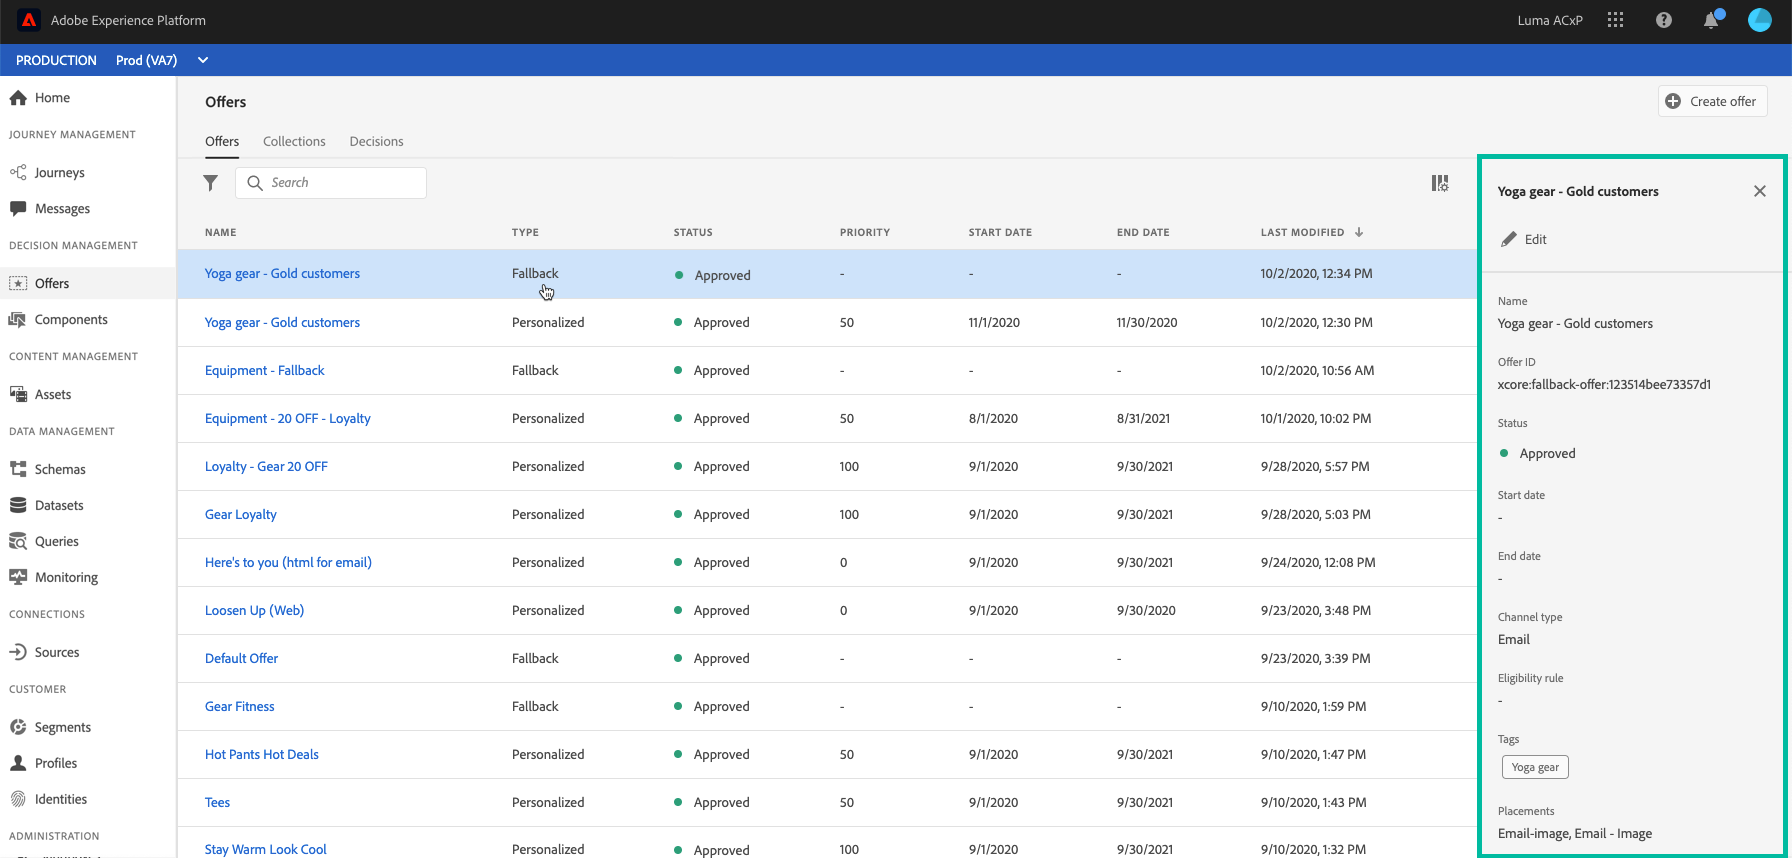 Adobe Experience Platform
Luma ACxP
PRODUCTION Prod (VA7)
Home
JOURNEY MANAGEMENT
Journeys
Messages
DECISION MANAGEMENT
Offers
Components
CONTENT MANAGEMENT
Assets
DATA MANAGEMENT
Schemas
Datasets
Queries
Monitoring
CONNECTIONS
Sources
CUSTOMER
Segments
Profiles
Identities
ADMINISTRATION
Offers
Create offer
Offers Collections Decisions
Search
NAME TYPE STATUS PRIORITY START DATE END DATE LAST MODIFIED
Yoga gear - Gold customers Fallback Approved - - - 10/2/2020, 12:34 PM
Yoga gear - Gold customers Personalized Approved 50 11/1/2020 11/30/2020 10/2/2020, 12:30 PM
Equipment - Fallback Fallback Approved - - - 10/2/2020, 10:56 AM
Equipment - 20 OFF - Loyalty Personalized Approved 50 8/1/2020 8/31/2021 10/1/2020, 10:02 PM
Loyalty - Gear 20 OFF Personalized Approved 100 9/1/2020 9/30/2021 9/28/2020, 5:57 PM
Gear Loyalty Personalized Approved 100 9/1/2020 9/30/2021 9/28/2020, 5:03 PM
Here's to you (html for email) Personalized Approved 0 9/1/2020 9/30/2021 9/24/2020, 12:08 PM
Loosen Up (Web) Personalized Approved 0 9/1/2020 9/30/2020 9/23/2020, 3:48 PM
Default Offer Fallback Approved - - - 9/23/2020, 3:39 PM
Gear Fitness Fallback Approved - - - 9/10/2020, 1:59 PM
Hot Pants Hot Deals Personalized Approved 50 9/1/2020 9/30/2021 9/10/2020, 1:47 PM
Tees Personalized Approved 50 9/1/2020 9/30/2021 9/10/2020, 1:43 PM
Stay Warm Look Cool Personalized Approved 100 9/1/2020 9/30/2021 9/10/2020, 1:32 PM
Yoga gear - Gold customers
Edit
Name
Yoga gear - Gold customers
Offer ID
xcore:fallback-offer:123514bee73357d1
Status
Approved
Start date
-
End date
-
Channel type
Email
Eligibility rule
-
Tags
Yoga gear
Placements
Email-image, Email - Image